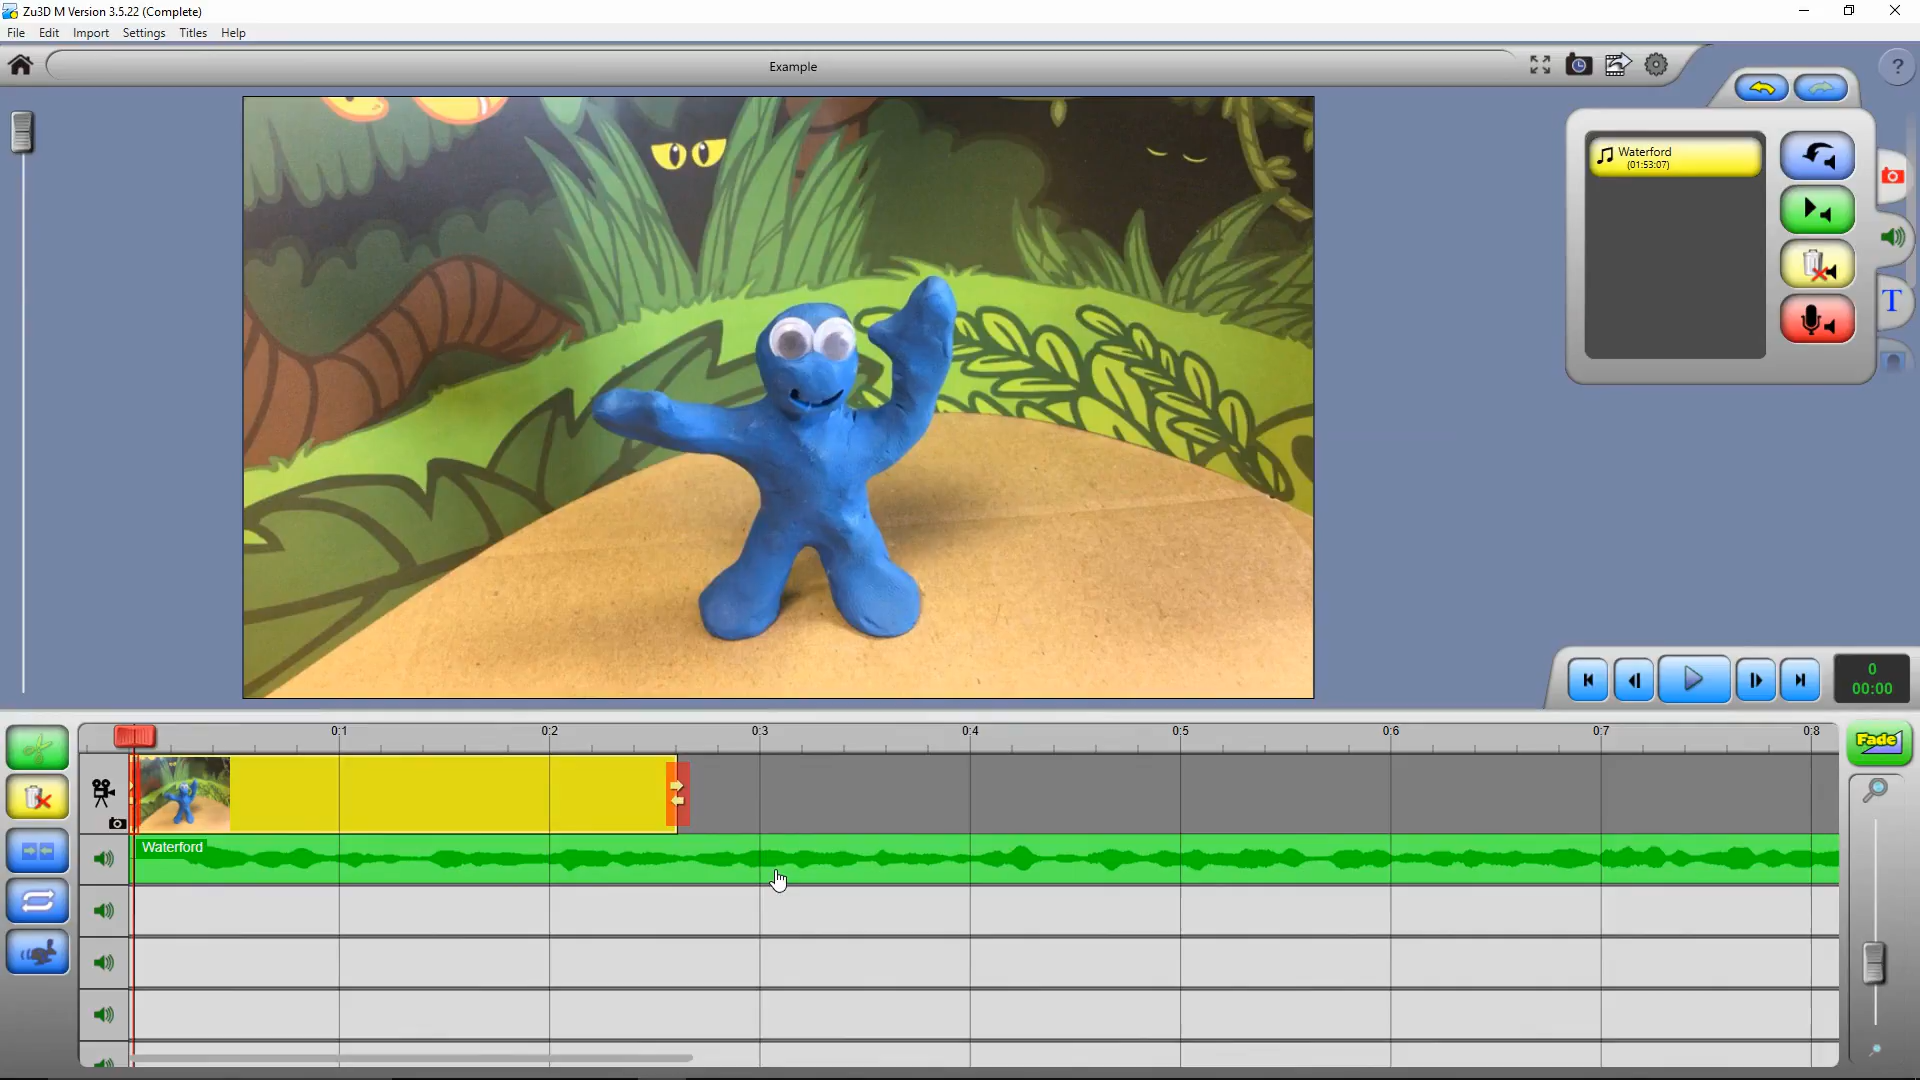 Zu3D M Version 3.5.22 (Complete)
File Edit Import Settings Titles Help
Example
?
Waterford
(01:53:07)
T
0
00:00
0:1 0:2 0:3 0:4 0:5 0:6 0:7 0:8
Fade
Waterford